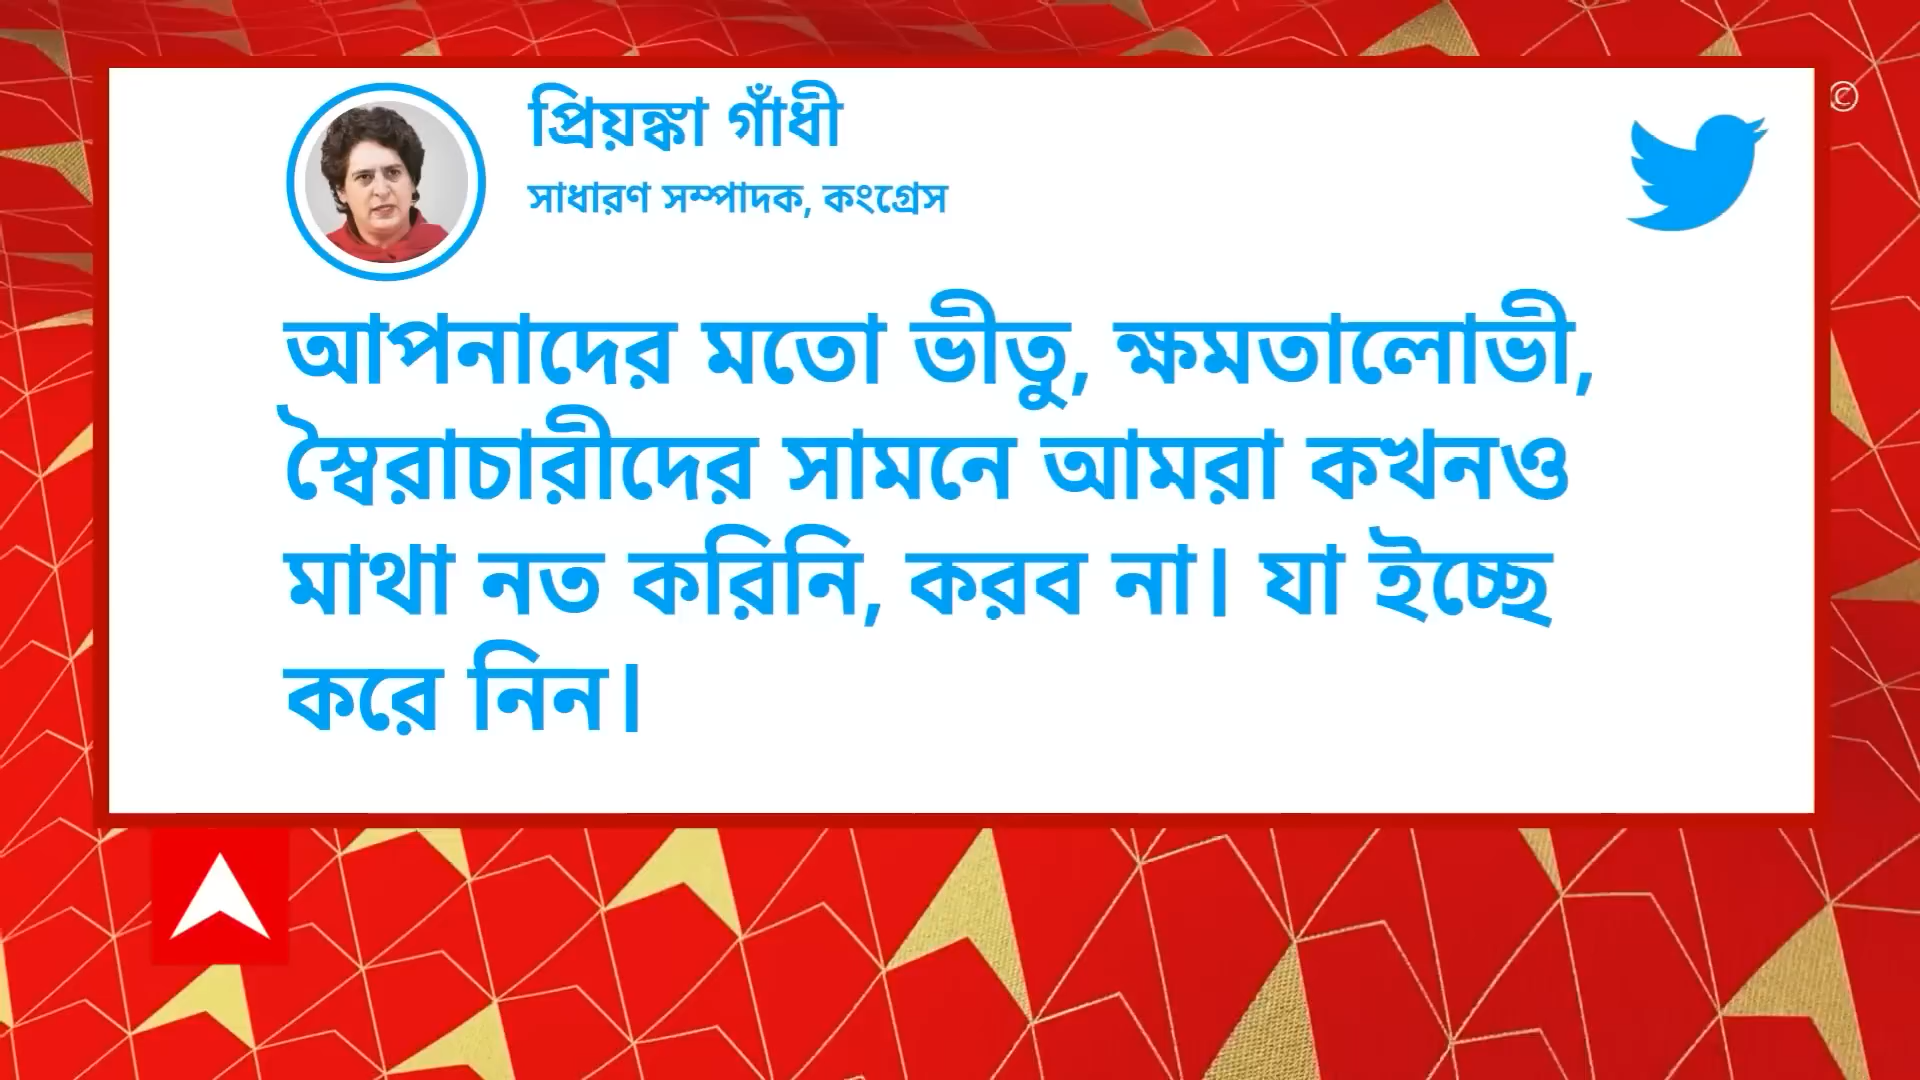 প্রিয়ঙ্কা গাঁধী
সাধারণ সম্পাদক, কংগ্রেস
©
আপনাদের মতো ভীতু, ক্ষমতালোভী,
স্বৈরাচারীদের সামনে আমরা কখনও
মাথা নত করিনি, করব না। যা ইচ্ছে
করে নিন।